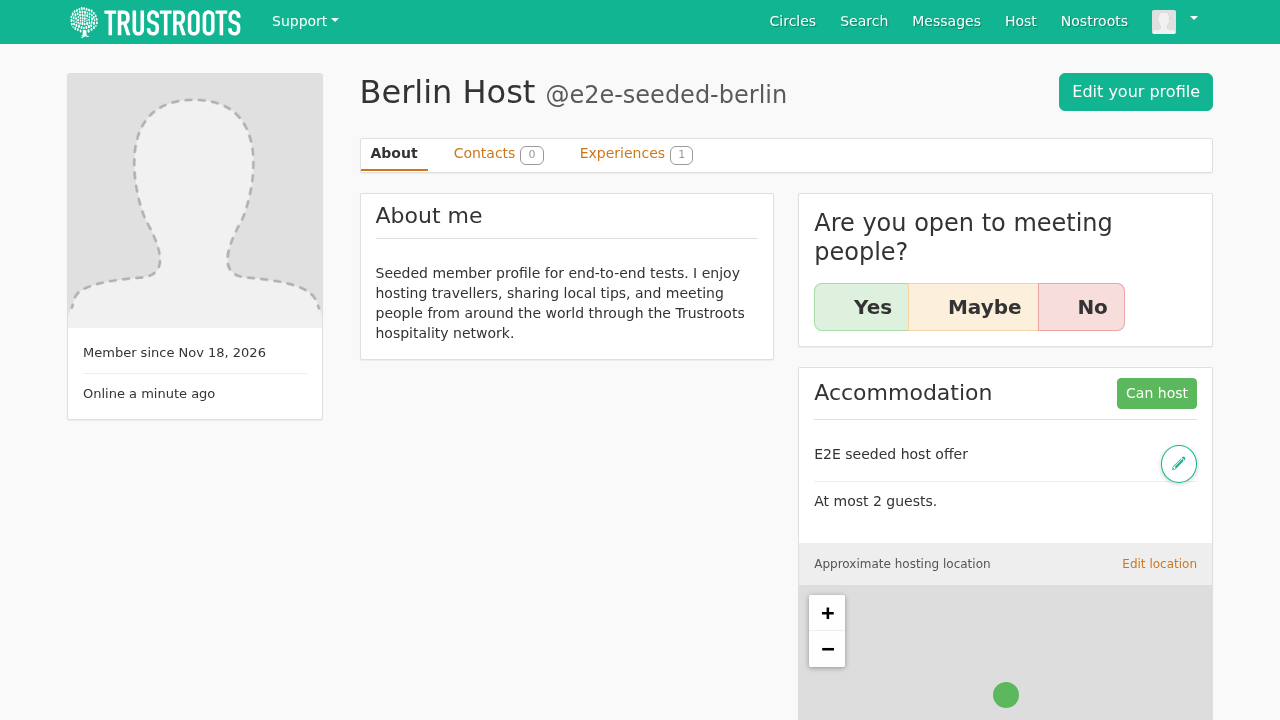 TRUSTROOTS Support Circles Search Messages Host Nostroots
Berlin Host @e2e-seeded-berlin
Edit your profile
About Contacts 0 Experiences 1
Member since Nov 18, 2026
Online a minute ago
About me
Seeded member profile for end-to-end tests. I enjoy
hosting travellers, sharing local tips, and meeting
people from around the world through the Trustroots
hospitality network.
Are you open to meeting
people?
Yes Maybe No
Accommodation
Can host
E2E seeded host offer
At most 2 guests.
Approximate hosting location
Edit location
+
−